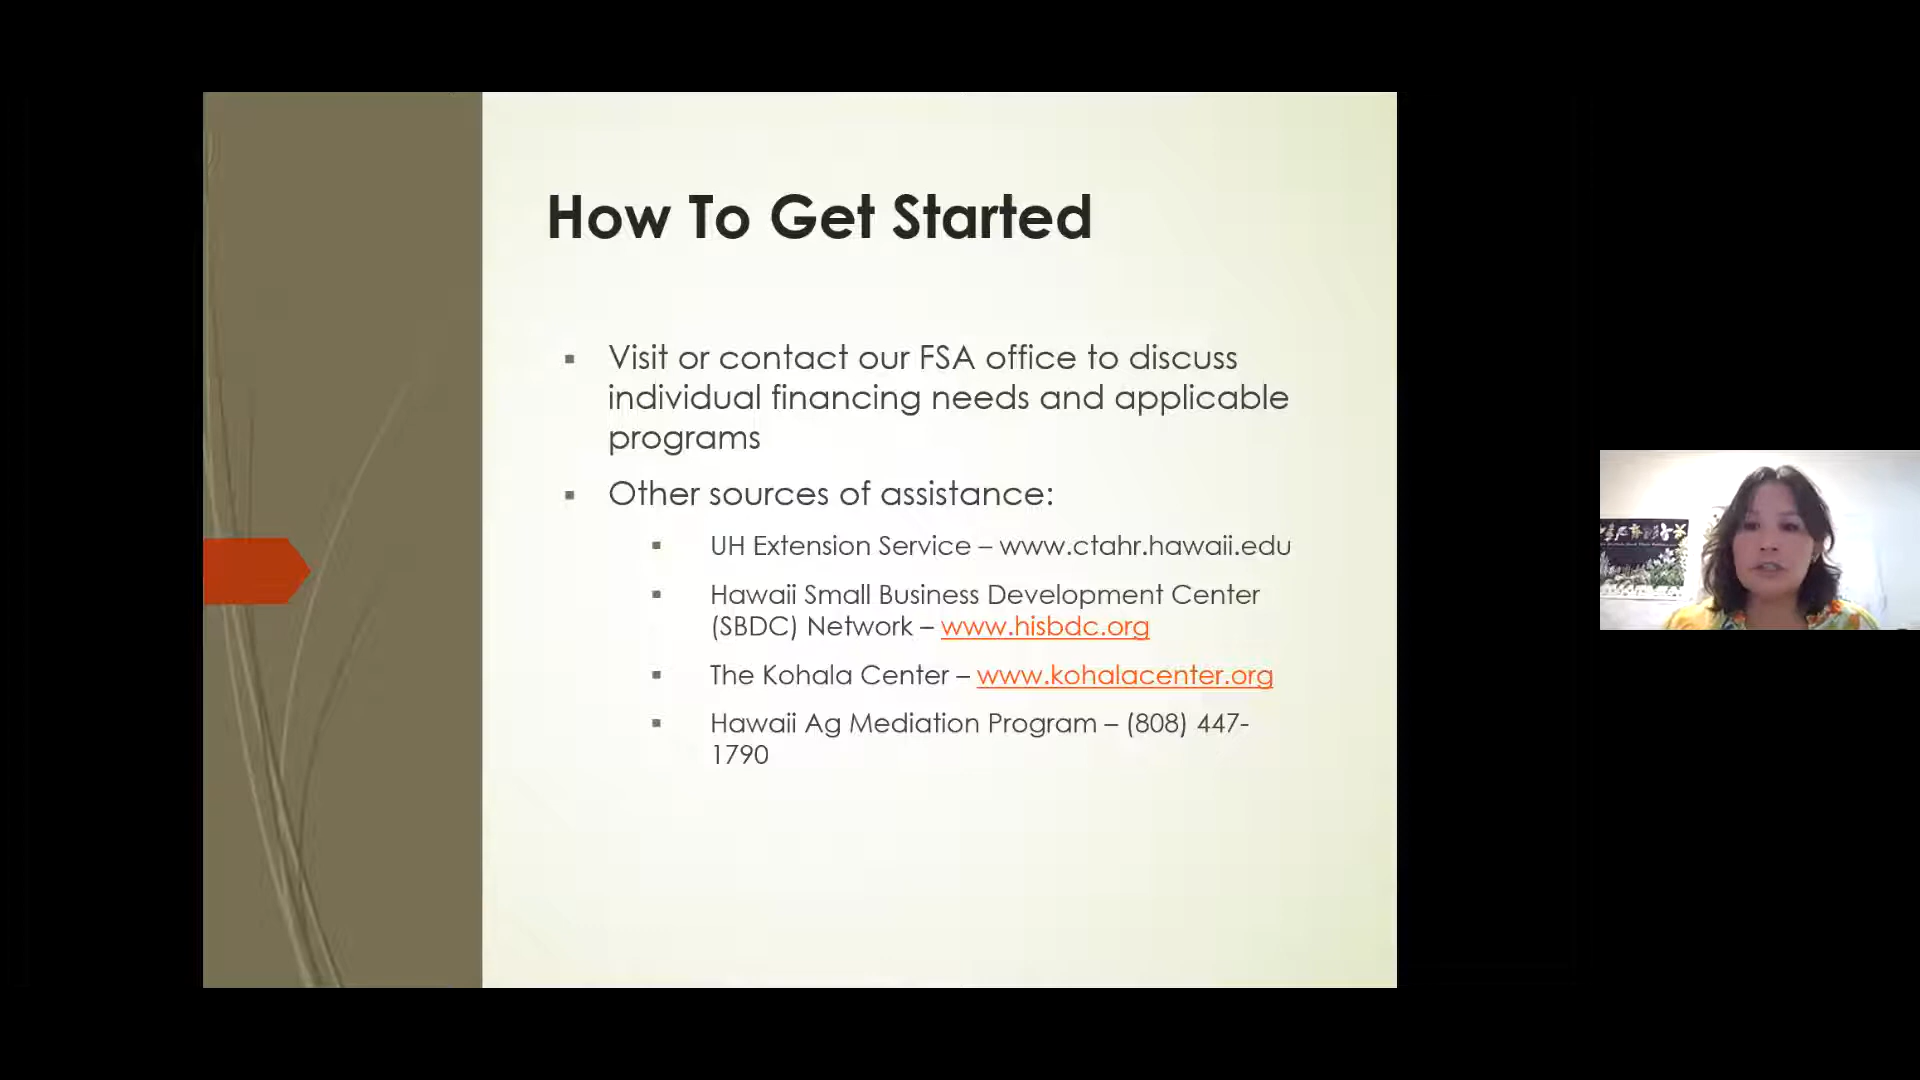 How To Get Started
▪ Visit or contact our FSA office to discuss
individual financing needs and applicable
programs
▪ Other sources of assistance:
▪ UH Extension Service – www.ctahr.hawaii.edu
▪ Hawaii Small Business Development Center
(SBDC) Network – www.hisbdc.org
▪ The Kohala Center – www.kohalacenter.org
▪ Hawaii Ag Mediation Program – (808) 447-
1790